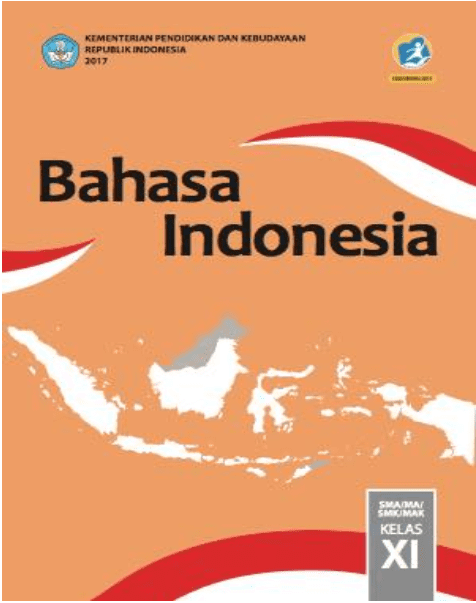 KEMENTERIAN PENDIDIKAN DAN KEBUDAYAAN
REPUBLIK INDONESIA
2017
Bahasa
Indonesia
SMA/MA/
SMK/MAK
KELAS
XI